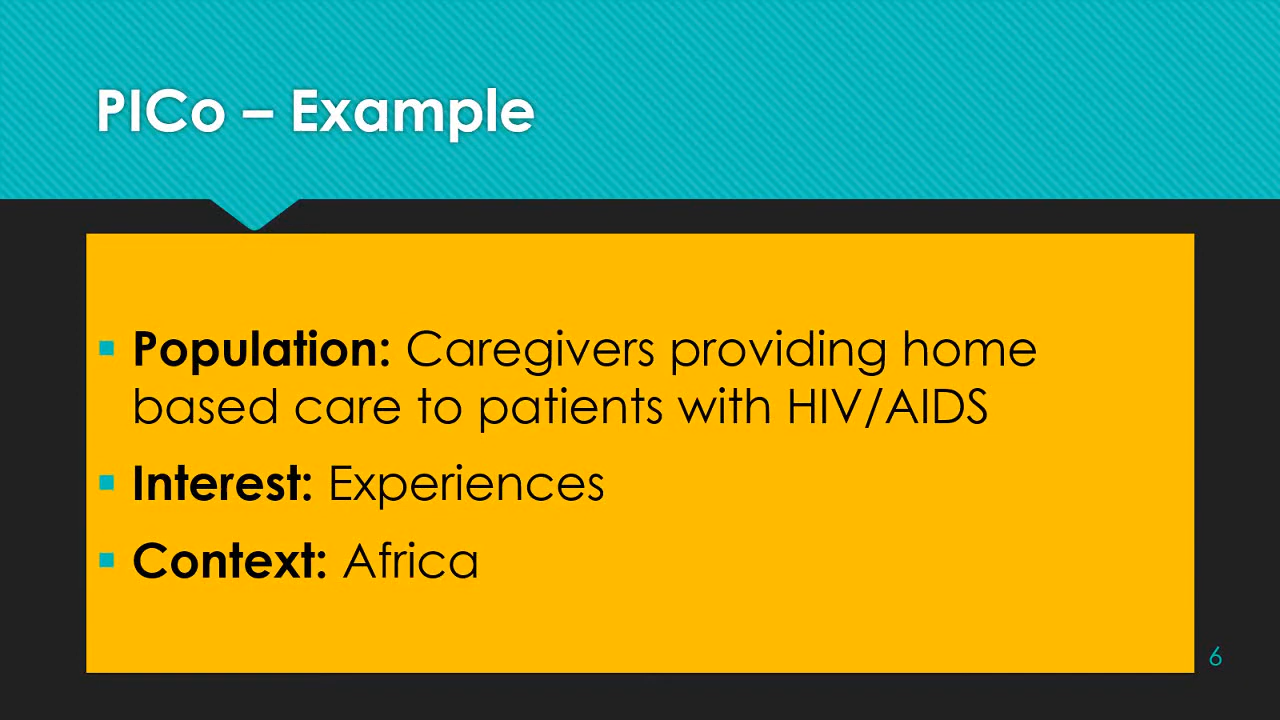 PICo – Example
▪ Population: Caregivers providing home
based care to patients with HIV/AIDS
▪ Interest: Experiences
▪ Context: Africa
6